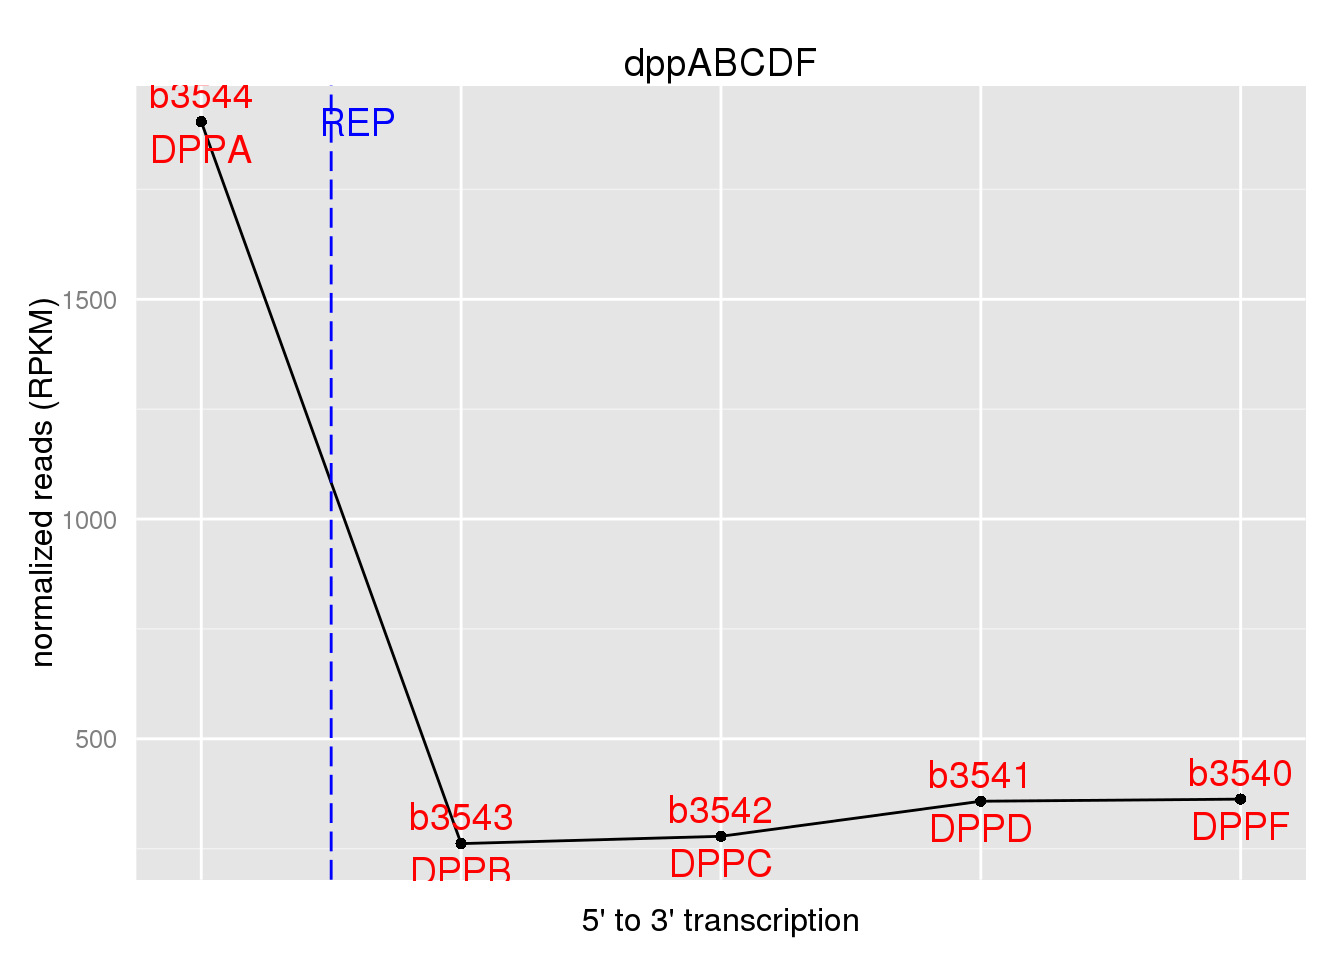 dppABCDF
b3544
DPPA
REP
1500
1000
500
normalized reads (RPKM)
b3543
DPPB
b3542
DPPC
b3541
DPPD
b3540
DPPF
5' to 3' transcription